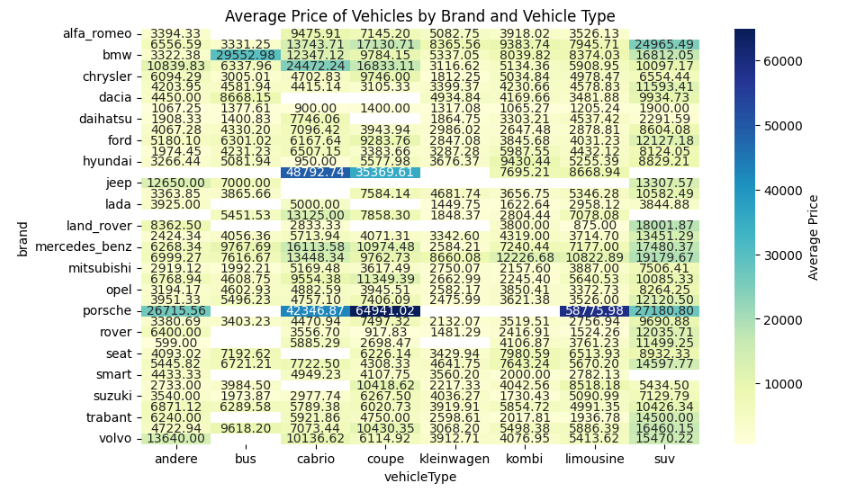 Average Price of Vehicles by Brand and Vehicle Type
alfa_romeo 3394.33 9475.91 7145.20 5082.75 3918.02 3526.13
6556.59 3331.25 13743.71 17130.71 8365.56 9383.74 7945.71 24965.49
bmw 3322.38 29552.98 12347.12 9784.15 5337.05 8039.82 8374.03 16812.05
10839.83 6337.96 24472.24 16833.11 3116.62 5134.36 5908.95 10097.17
chrysler 6094.29 3005.01 4702.83 9746.00 1812.25 5034.84 4978.47 6554.44
4203.95 4581.94 4415.14 3105.33 3399.37 4230.66 4578.83 11593.41
dacia 4450.00 8668.15 4934.84 4169.66 3481.88 9934.73
1067.25 1377.61 900.00 1400.00 1317.08 1065.27 1205.24 1900.00
daihatsu 1908.33 1400.83 7746.06 1864.75 3303.21 4537.42 2291.59
4067.28 4330.20 7096.42 3943.94 2986.02 2647.48 2878.81 8604.08
ford 5180.10 6301.02 6167.64 9283.76 2847.08 3845.68 4031.23 12127.18
1974.45 4231.23 6507.15 3383.66 3287.28 5987.55 4432.12 8124.05
hyundai 3266.44 5081.94 950.00 5577.98 3676.37 9430.44 5255.39 8829.21
48792.74 35369.61 7695.21 8668.94
jeep 12650.00 7000.00 13307.57
3363.85 3865.66 7584.14 4681.74 3656.75 5346.28 10582.49
lada 3925.00 5000.00 1449.75 1622.64 2958.12 3844.88
5451.53 13125.00 7858.30 1848.37 2804.44 7078.08
land_rover 8362.50 2833.33 3800.00 875.00 18001.87
2424.34 4056.36 5713.94 4071.31 3342.60 4319.00 3714.70 13451.29
mercedes_benz 6268.34 9767.69 16113.58 10974.48 2584.21 7240.44 7177.00 17480.37
6999.27 7616.67 13448.34 9762.73 8660.08 12226.68 10822.89 19179.67
mitsubishi 2919.12 1992.21 5169.48 3617.49 2750.07 2157.60 3887.00 7506.41
6768.94 4608.75 9554.38 11349.39 2662.99 2245.40 5640.53 10085.33
opel 3194.17 4602.93 4882.59 3945.51 2582.17 3850.41 3372.73 8264.25
3951.33 5496.23 4757.10 7406.09 2475.99 3621.38 3526.00 12120.50
porsche 26715.56 42346.87 64941.02 58775.98 27180.80
3380.69 3403.23 4470.94 7497.32 2132.07 3519.51 2756.94 9690.88
rover 6400.00 3556.70 917.83 1481.29 2416.91 1524.26 12035.71
599.00 5885.29 2698.47 4106.87 3761.23 11499.25
seat 4093.02 7192.62 6226.14 3429.94 7980.59 6513.93 8932.33
5445.82 6721.21 7722.50 4308.33 4641.75 7643.24 5670.20 14597.77
smart 4433.33 4949.23 4107.75 3560.20 2000.00 2782.13
2733.00 3984.50 10418.62 2217.33 4042.56 8518.18 5434.50
suzuki 3540.00 1973.87 2977.74 6267.50 4036.27 1730.43 5090.99 7129.79
6871.12 6289.58 5789.38 6020.73 3919.91 5854.72 4991.35 10426.34
trabant 6240.00 5921.86 4750.00 2598.61 2017.81 1936.78 14500.00
4722.94 9618.20 7073.44 10430.35 3068.20 5498.38 5886.39 16460.15
volvo 13640.00 10136.62 6114.92 3912.71 4076.95 5413.62 15470.22
andere bus cabrio coupe kleinwagen kombi limousine suv
vehicleType
brand
60000
50000
40000
30000
20000
10000
Average Price